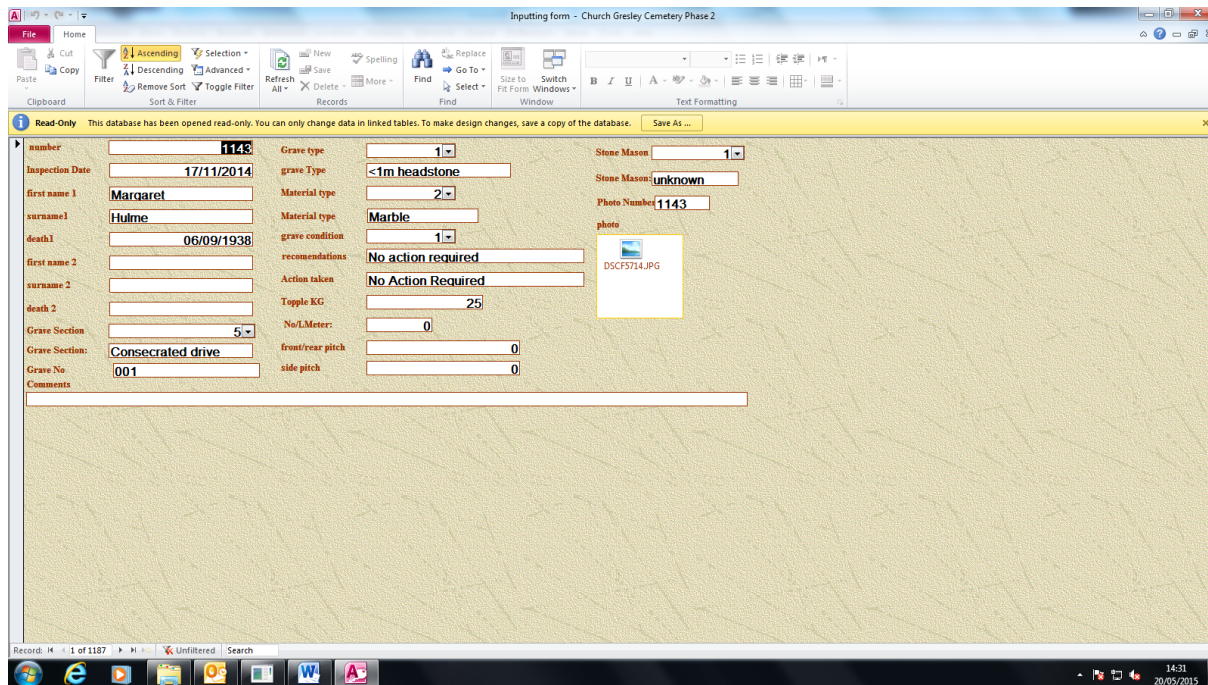 Inputting form - Church Gresley Cemetery Phase 2
File Home
Paste
Cut
Copy
Clipboard
Filter
Ascending
Descending
Remove Sort
Selection
Advanced
Toggle Filter
Sort & Filter
Refresh All
New
Save
Delete
Spelling
More
Records
Find
Replace
Go To
Select
Find
Size to Fit Form
Switch Windows
Window
B I U A
Text Formatting
Read-Only This database has been opened read-only. You can only change data in linked tables. To make design changes, save a copy of the database. Save As ...
number 1143
Inspection Date 17/11/2014
first name 1 Margaret
surname1 Hulme
death1 06/09/1938
first name 2
surname 2
death 2
Grave Section 5
Grave Section: Consecrated drive
Grave No 001
Comments
Grave type 1
grave Type <1m headstone
Material type 2
Material type Marble
grave condition 1
recomendations No action required
Action taken No Action Required
Topple KG 25
No/LMeter: 0
front/rear pitch 0
side pitch 0
Stone Mason 1
Stone Mason: unknown
Photo Number 1143
photo
DSCF5714.JPG
Record: 1 of 1187 Unfiltered Search
14:31
20/05/2015